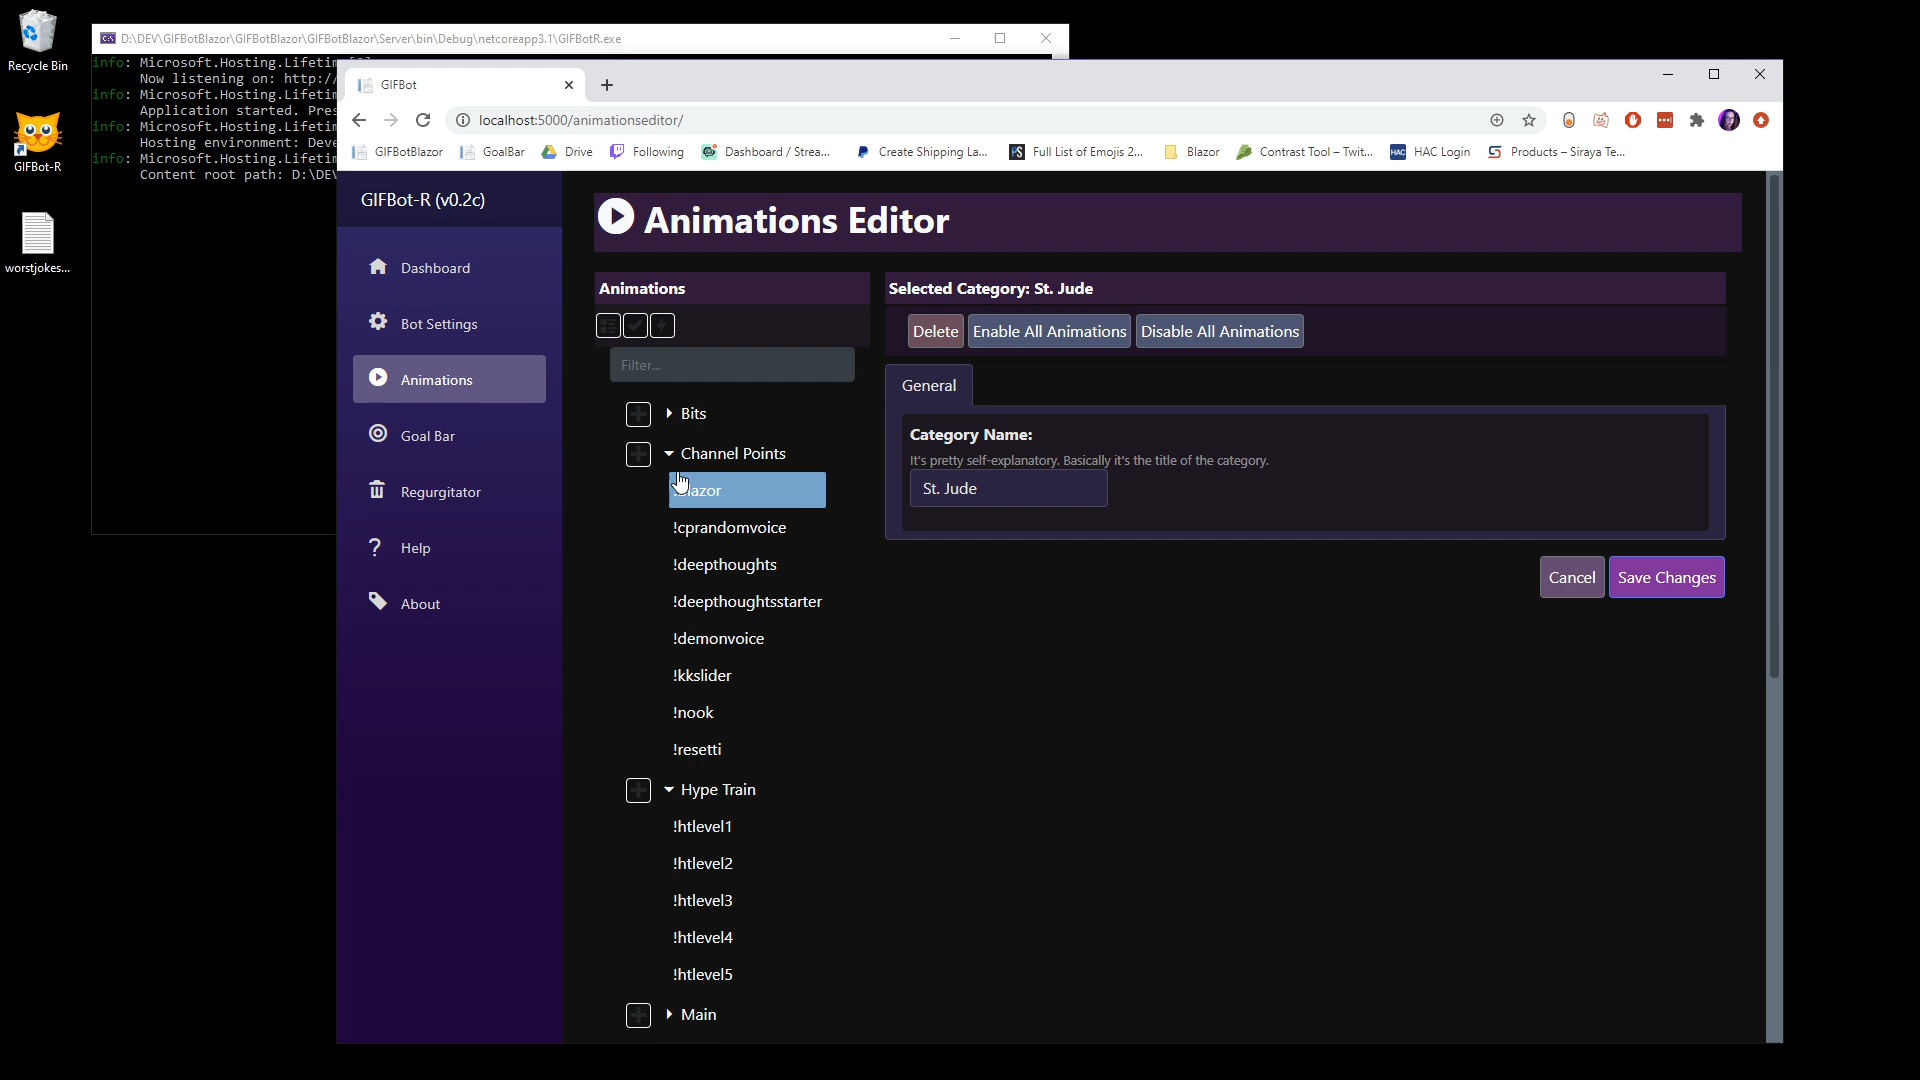 Recycle Bin
GIFBot-R
worstjokes...
D:\DEV\GIFBotBlazor\GIFBotBlazor\GIFBotBlazor\Server\bin\Debug\netcoreapp3.1\GIFBotR.exe
info: Microsoft.Hosting.Lifetim
Now listening on: http:/
info: Microsoft.Hosting.Lifetim
Application started. Pres
info: Microsoft.Hosting.Lifetim
Hosting environment: Deve
info: Microsoft.Hosting.Lifetim
Content root path: D:\DEV
GIFBot
localhost:5000/animationseditor/
GIFBotBlazor GoalBar Drive Following Dashboard / Strea... Create Shipping La... Full List of Emojis 2... Blazor Contrast Tool – Twit... HAC HAC Login Products – Siraya Te...
GIFBot-R (v0.2c)
Dashboard
Bot Settings
Animations
Goal Bar
Regurgitator
Help
About
Animations Editor
Animations
Filter...
Bits
Channel Points
azor
!cprandomvoice
!deepthoughts
!deepthoughtsstarter
!demonvoice
!kkslider
!nook
!resetti
Hype Train
!htlevel1
!htlevel2
!htlevel3
!htlevel4
!htlevel5
Main
Selected Category: St. Jude
Delete Enable All Animations Disable All Animations
General
Category Name:
It's pretty self-explanatory. Basically it's the title of the category.
St. Jude
Cancel Save Changes